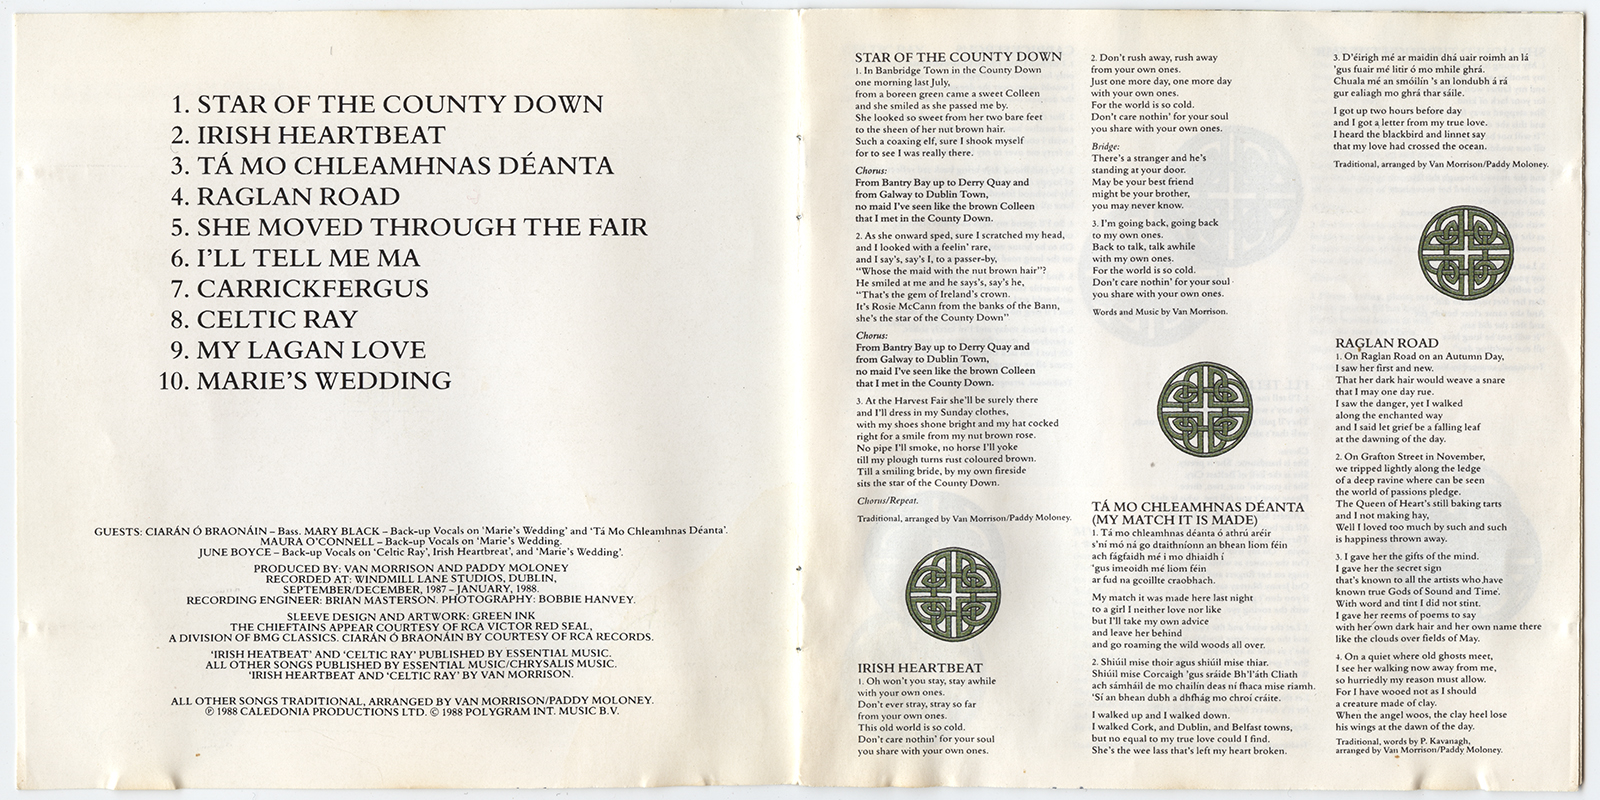 1. STAR OF THE COUNTY DOWN
2. IRISH HEARTBEAT
3. TÁ MO CHLEAMHNAS DÉANTA
4. RAGLAN ROAD
5. SHE MOVED THROUGH THE FAIR
6. I'LL TELL ME MA
7. CARRICKFERGUS
8. CELTIC RAY
9. MY LAGAN LOVE
10. MARIE'S WEDDING
GUESTS: CIARÁN Ó BRAONÁIN – Bass. MARY BLACK – Back-up Vocals on 'Marie's Wedding' and 'Tá Mo Chleamhnas Déanta'.
MAURA O'CONNELL – Back-up Vocals on 'Marie's Wedding.
JUNE BOYCE – Back-up Vocals on 'Celtic Ray', Irish Heartbreat', and 'Marie's Wedding'.
PRODUCED BY: VAN MORRISON AND PADDY MOLONEY
RECORDED AT: WINDMILL LANE STUDIOS, DUBLIN,
SEPTEMBER/DECEMBER, 1987 – JANUARY, 1988.
RECORDING ENGINEER: BRIAN MASTERSON. PHOTOGRAPHY: BOBBIE HANVEY.
SLEEVE DESIGN AND ARTWORK: GREEN INK
THE CHIEFTAINS APPEAR COURTESY OF RCA VICTOR RED SEAL,
A DIVISION OF BMG CLASSICS. CIARÁN Ó BRAONÁIN BY COURTESY OF RCA RECORDS.
'IRISH HEATBEAT' AND 'CELTIC RAY' PUBLISHED BY ESSENTIAL MUSIC.
ALL OTHER SONGS PUBLISHED BY ESSENTIAL MUSIC/CHRYSALIS MUSIC.
'IRISH HEARTBEAT AND 'CELTIC RAY' BY VAN MORRISON.
ALL OTHER SONGS TRADITIONAL, ARRANGED BY VAN MORRISON/PADDY MOLONEY.
℗ 1988 CALEDONIA PRODUCTIONS LTD. © 1988 POLYGRAM INT. MUSIC B.V.
STAR OF THE COUNTY DOWN
1. In Banbridge Town in the County Down
one morning last July,
from a boreen green came a sweet Colleen
and she smiled as she passed me by.
She looked so sweet from her two bare feet
to the sheen of her nut brown hair.
Such a coaxing elf, sure I shook myself
for to see I was really there.
Chorus:
From Bantry Bay up to Derry Quay and
from Galway to Dublin Town,
no maid I've seen like the brown Colleen
that I met in the County Down.
2. As she onward sped, sure I scratched my head,
and I looked with a feelin' rare,
and I say's, say's I, to a passer-by,
"Whose the maid with the nut brown hair"?
He smiled at me and he says's, say's he,
"That's the gem of Ireland's crown.
It's Rosie McCann from the banks of the Bann,
she's the star of the County Down"
Chorus:
From Bantry Bay up to Derry Quay and
from Galway to Dublin Town,
no maid I've seen like the brown Colleen
that I met in the County Down.
3. At the Harvest Fair she'll be surely there
and I'll dress in my Sunday clothes,
with my shoes shone bright and my hat cocked
right for a smile from my nut brown rose.
No pipe I'll smoke, no horse I'll yoke
till my plough turns rust coloured brown.
Till a smiling bride, by my own fireside
sits the star of the County Down.
Chorus/Repeat.
Traditional, arranged by Van Morrison/Paddy Moloney.
IRISH HEARTBEAT
1. Oh won't you stay, stay awhile
with your own ones.
Don't ever stray, stray so far
from your own ones.
This old world is so cold.
Don't care nothin' for your soul
you share with your own ones.
2. Don't rush away, rush away
from your own ones.
Just one more day, one more day
with your own ones.
For the world is so cold.
Don't care nothin' for your soul
you share with your own ones.
Bridge:
There's a stranger and he's
standing at your door.
May be your best friend
might be your brother,
you may never know.
3. I'm going back, going back
to my own ones.
Back to talk, talk awhile
with my own ones.
For the world is so cold.
Don't care nothin' for your soul
you share with your own ones.
Words and Music by Van Morrison.
TÁ MO CHLEAMHNAS DÉANTA
(MY MATCH IT IS MADE)
1. Tá mo chleamhnas déanta ó athrú aréir
s'ní mó ná go dtaithníonn an bhean liom féin
ach fágfaidh mé i mo dhiaidh í
'gus imeoidh mé liom féin
ar fud na gcoillte craobhach.
My match it was made here last night
to a girl I neither love nor like
but I'll take my own advice
and leave her behind
and go roaming the wild woods all over.
2. Shiúil mise thoir agus shiúil mise thiar.
Shiúil mise Corcaigh 'gus sráide Bh'l'áth Cliath
ach sámháil de mo chailín deas ní fhaca mise riamh.
'Sí an bhean dubh a dhfhág mo chroí cráite.
I walked up and I walked down.
I walked Cork, and Dublin, and Belfast towns,
but no equal to my true love could I find.
She's the wee lass that's left my heart broken.
3. D'éirigh mé ar maidin dhá uair roimh an lá
'gus fuair mé litir ó mo mhile ghrá.
Chuala mé an smóilín 's an londubh á rá
gur ealiagh mo ghrá thar sáile.
I got up two hours before day
and I got a letter from my true love.
I heard the blackbird and linnet say
that my love had crossed the ocean.
Traditional, arranged by Van Morrison/Paddy Moloney.
RAGLAN ROAD
1. On Raglan Road on an Autumn Day,
I saw her first and new.
That her dark hair would weave a snare
that I may one day rue.
I saw the danger, yet I walked
along the enchanted way
and I said let grief be a falling leaf
at the dawning of the day.
2. On Grafton Street in November,
we tripped lightly along the ledge
of a deep ravine where can be seen
the world of passions pledge.
The Queen of Heart's still baking tarts
and I not making hay,
Well I loved too much by such and such
is happiness thrown away.
3. I gave her the gifts of the mind.
I gave her the secret sign
that's known to all the artists who have
known true Gods of Sound and Time.
With word and tint I did not stint.
I gave her reems of poems to say
with her own dark hair and her own name there
like the clouds over fields of May.
4. On a quiet where old ghosts meet,
I see her walking now away from me,
so hurriedly my reason must allow.
For I have wooed not as I should
a creature made of clay.
When the angel woos, the clay heel lose
his wings at the dawn of the day.
Traditional, words by P. Kavanagh,
arranged by Van Morrison/Paddy Moloney.